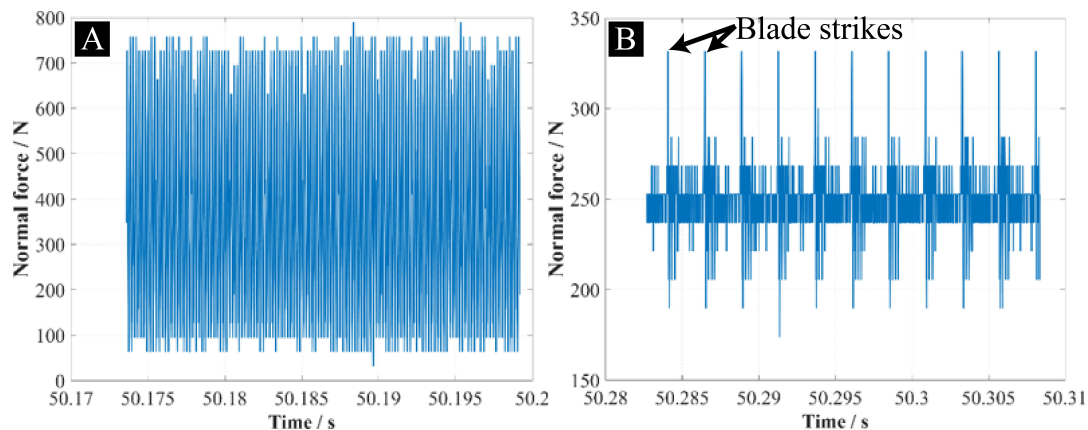 A
800
700
600
500
400
300
200
100
0
Normal force / N
50.17 50.175 50.18 50.185 50.19 50.195 50.2
Time / s
B
Blade strikes
350
300
250
200
150
Normal force / N
50.28 50.285 50.29 50.295 50.3 50.305 50.31
Time / s